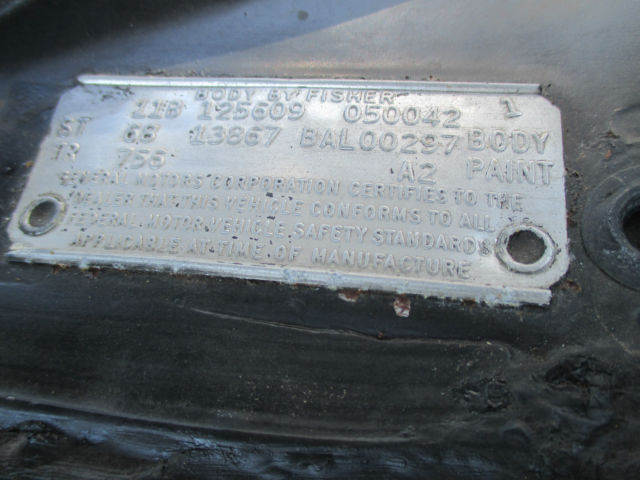 BODY BY FISHER
11B 125609 050042 1
ST 68 13867 BAL00297 BODY
TR 756 A2 PAINT
GENERAL MOTORS CORPORATION CERTIFIES TO THE
DEALER THAT THIS VEHICLE CONFORMS TO ALL
FEDERAL MOTOR VEHICLE SAFETY STANDARDS
APPLICABLE AT TIME OF MANUFACTURE